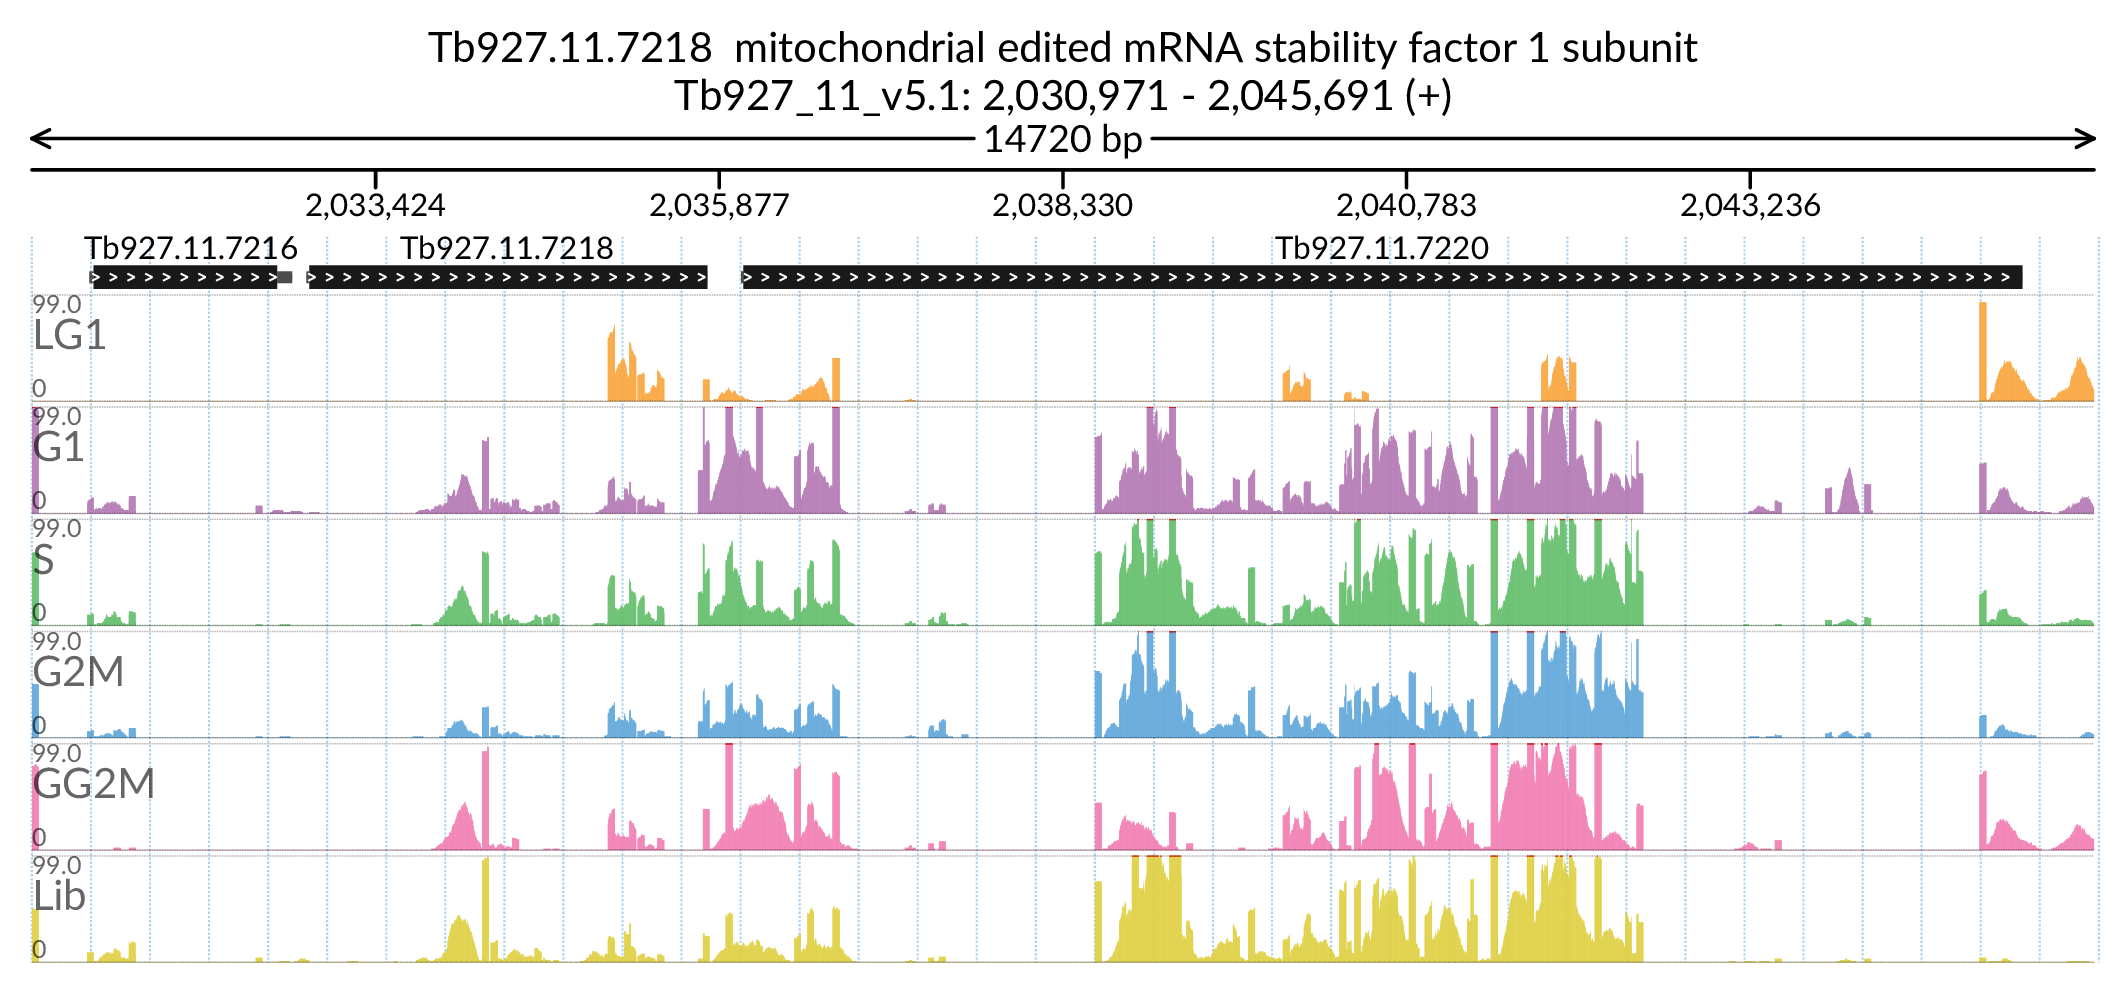 Tb927.11.7218  mitochondrial edited mRNA stability factor 1 subunit
Tb927_11_v5.1: 2,030,971 - 2,045,691 (+)
14720 bp
2,033,424 2,035,877 2,038,330 2,040,783 2,043,236
Tb927.11.7216 Tb927.11.7218 Tb927.11.7220
99.0
LG1
0
99.0
G1
0
99.0
S
0
99.0
G2M
0
99.0
GG2M
0
99.0
Lib
0